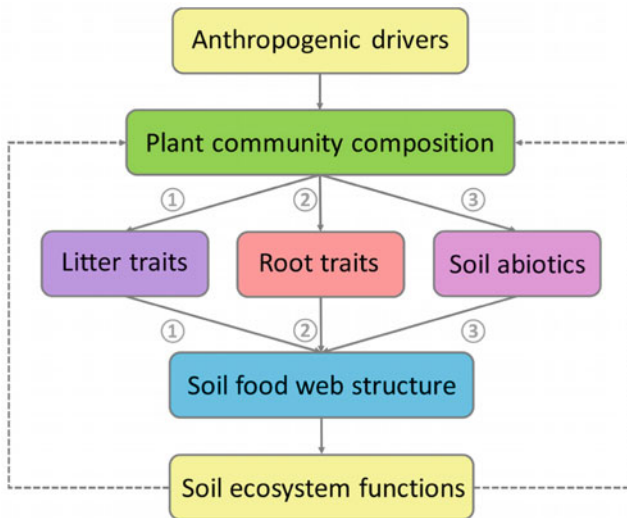 Anthropogenic drivers
Plant community composition
① ② ③
Litter traits
Root traits
Soil abiotics
① ② ③
Soil food web structure
Soil ecosystem functions